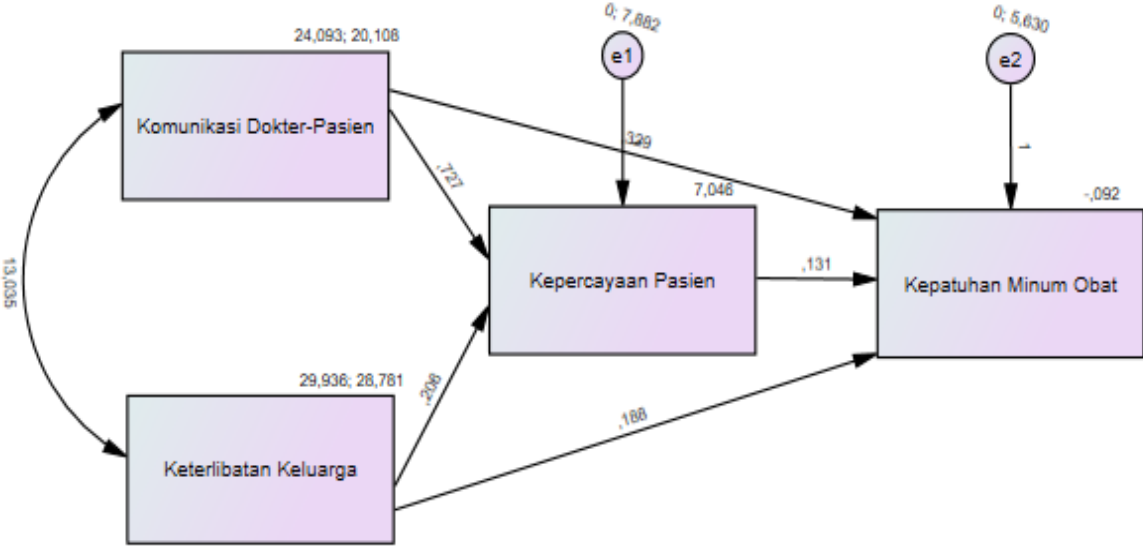 0; 7,882
0; 5,630
24,093; 20,108
e1
e2
Komunikasi Dokter-Pasien
,727
1
7,046
-,092
13,035
Kepercayaan Pasien
,131
Kepatuhan Minum Obat
29,936; 28,781
,206
,188
Keterlibatan Keluarga